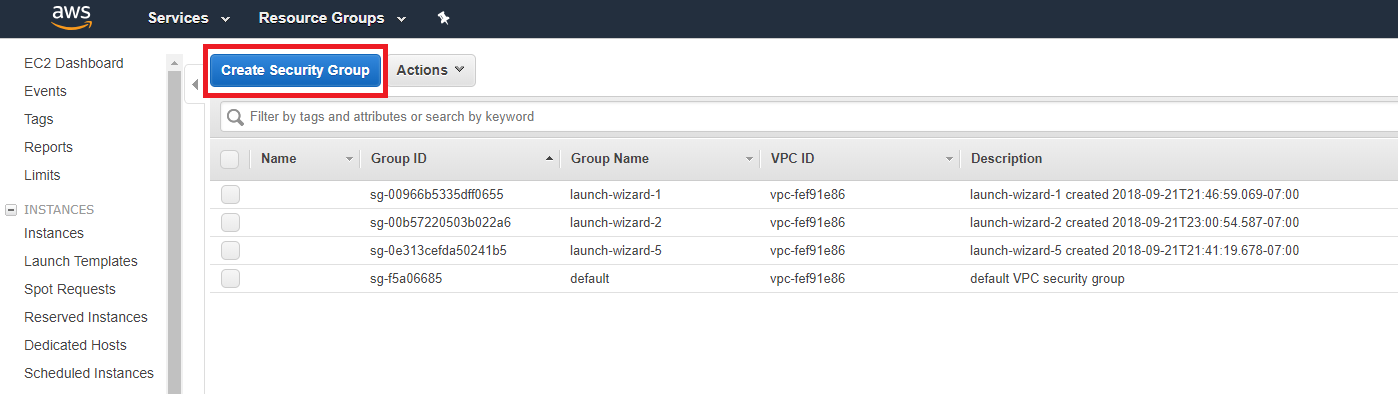 aws Services Resource Groups
EC2 Dashboard
Events
Tags
Reports
Limits
INSTANCES
Instances
Launch Templates
Spot Requests
Reserved Instances
Dedicated Hosts
Scheduled Instances
Create Security Group Actions
Filter by tags and attributes or search by keyword
Name Group ID Group Name VPC ID Description
sg-00966b5335dff0655 launch-wizard-1 vpc-fef91e86 launch-wizard-1 created 2018-09-21T21:46:59.069-07:00
sg-00b57220503b022a6 launch-wizard-2 vpc-fef91e86 launch-wizard-2 created 2018-09-21T23:00:54.587-07:00
sg-0e313cefda50241b5 launch-wizard-5 vpc-fef91e86 launch-wizard-5 created 2018-09-21T21:41:19.678-07:00
sg-f5a06685 default vpc-fef91e86 default VPC security group